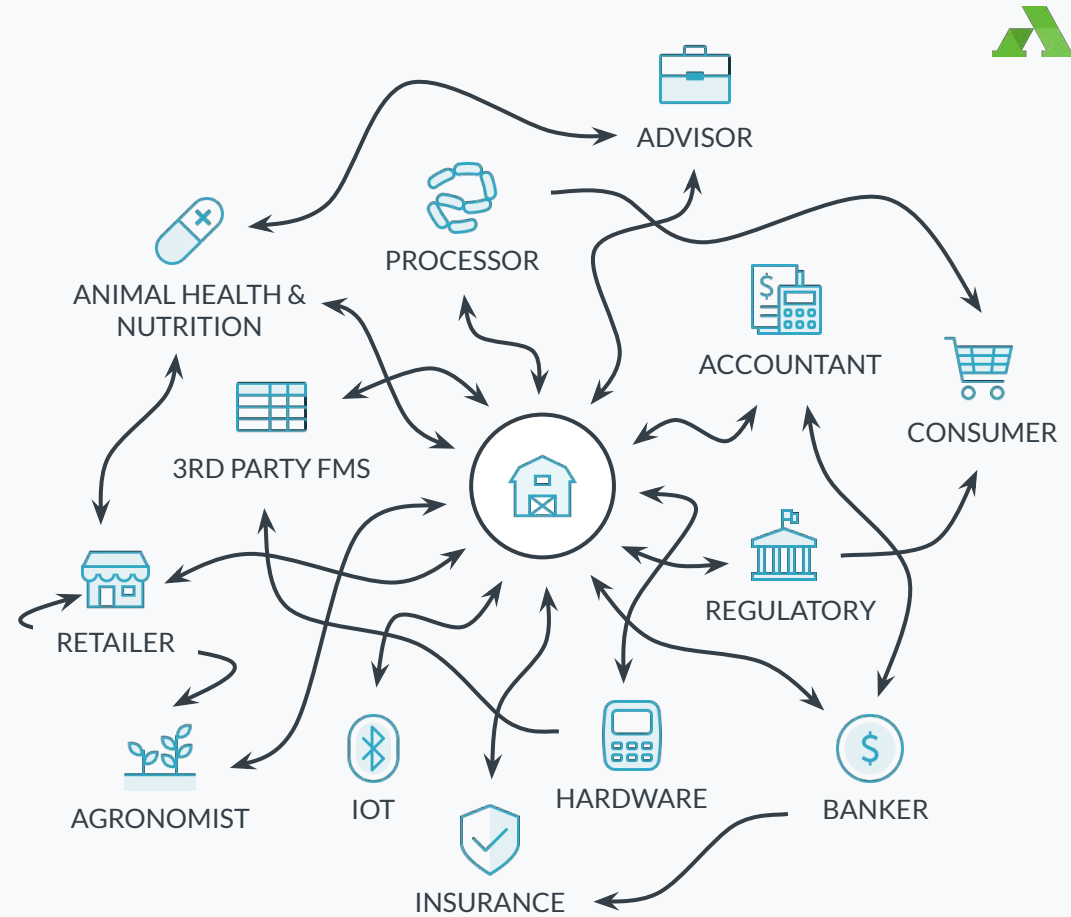 ADVISOR
PROCESSOR
ANIMAL HEALTH &
NUTRITION
$
ACCOUNTANT
CONSUMER
3RD PARTY FMS
REGULATORY
RETAILER
$
HARDWARE
IOT
BANKER
AGRONOMIST
INSURANCE